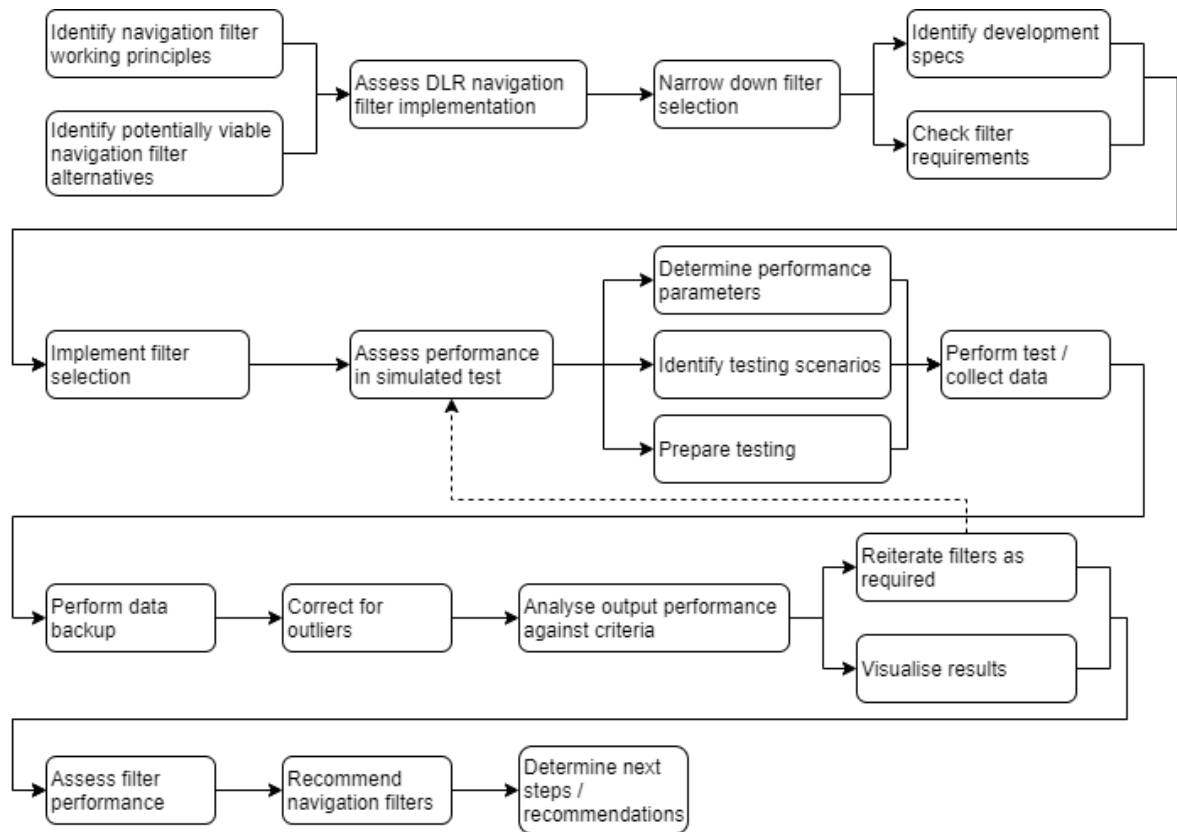 Identify navigation filter
working principles
Identify potentially viable
navigation filter
alternatives
Assess DLR navigation
filter implementation
Narrow down filter
selection
Identify development
specs
Check filter
requirements
Implement filter
selection
Assess performance
in simulated test
Determine performance
parameters
Identify testing scenarios
Prepare testing
Perform test /
collect data
Perform data
backup
Correct for
outliers
Analyse output performance
against criteria
Reiterate filters as
required
Visualise results
Assess filter
performance
Recommend
navigation filters
Determine next
steps /
recommendations